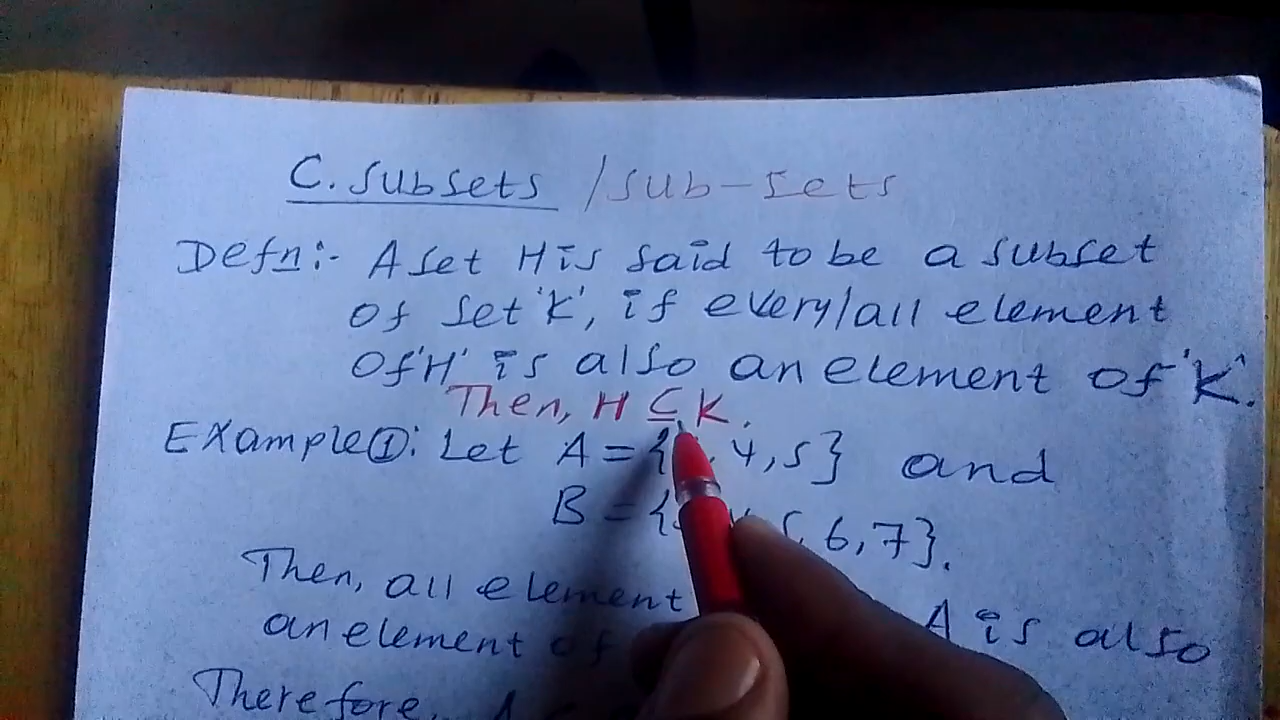 C. Subsets / Sub-sets
Defn:- A set H is said to be a subset
of set 'K', if every/all element
of 'H' is also an element of 'K'.
Then, H ⊆ K.
Example①: Let A = { , 4, 5} and
B = { 5, 6, 7}.
Then, all element A is also
an element of
Therefore, A